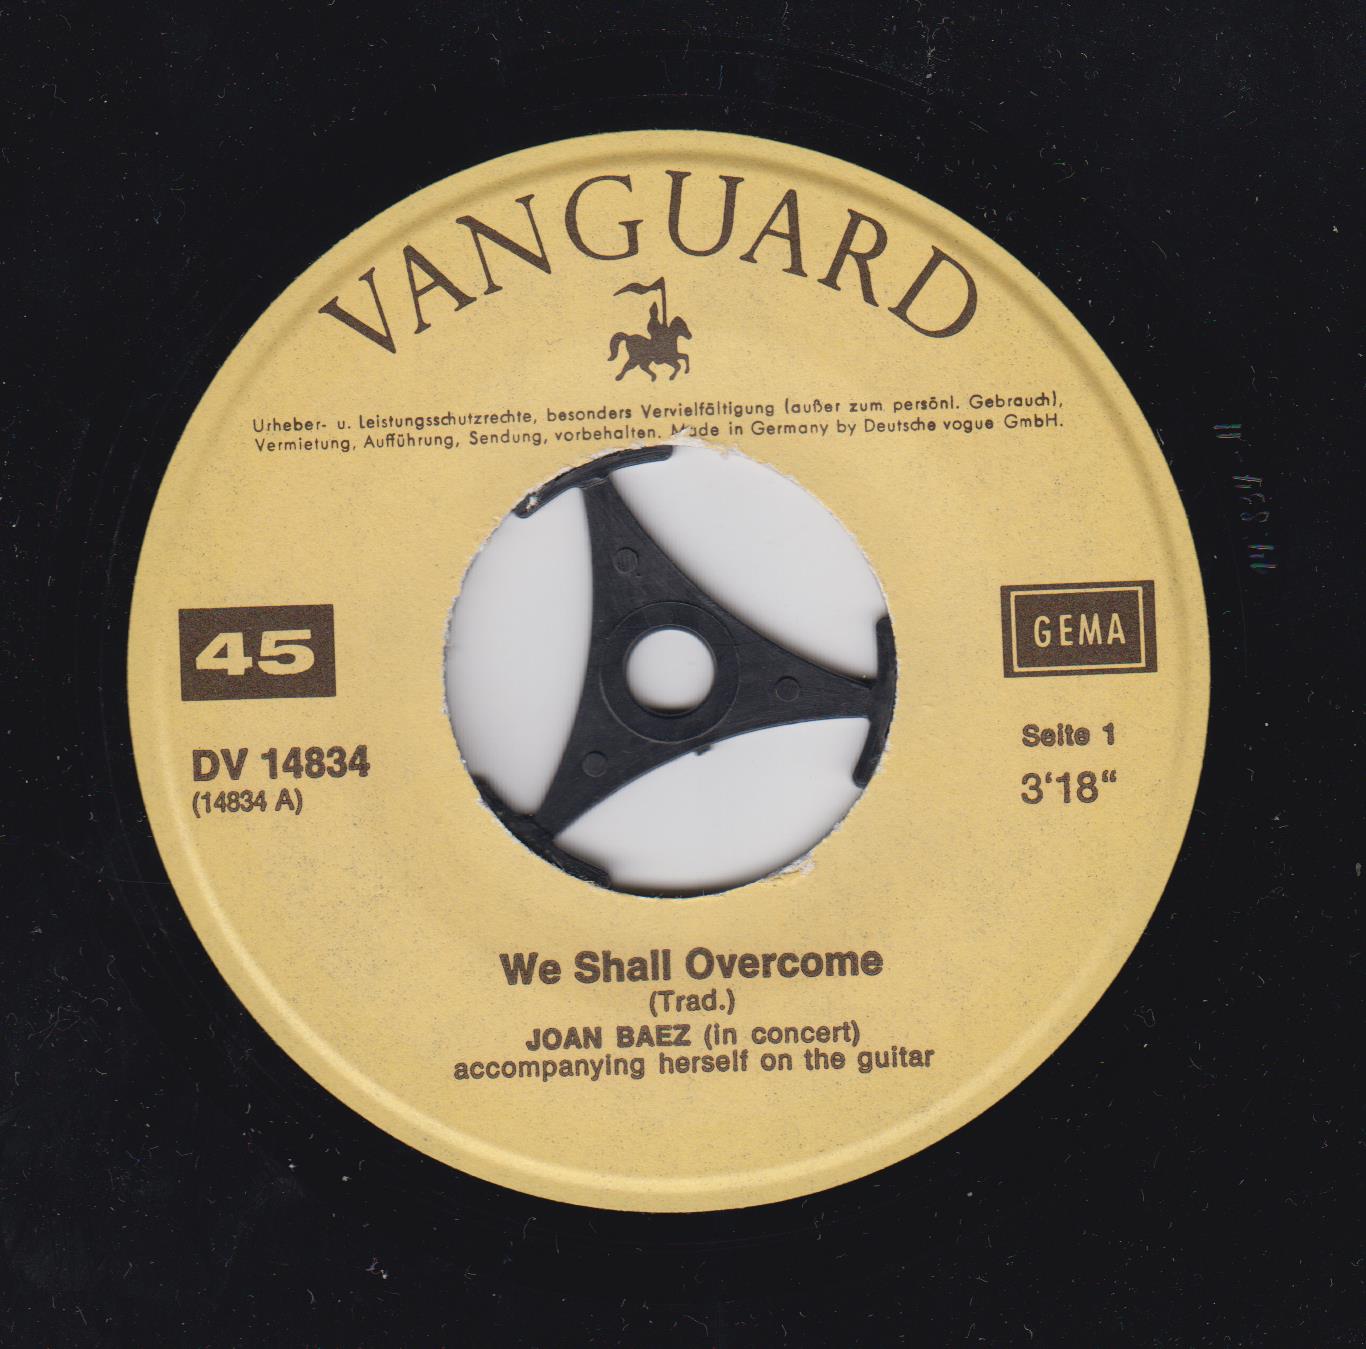 VANGUARD
Urheber- u. Leistungsschutzrechte, besonders Vervielfältigung (außer zum persönl. Gebrauch),
Vermietung, Aufführung, Sendung, vorbehalten. Made in Germany by Deutsche vogue GmbH.
45
GEMA
DV 14834
(14834 A)
Seite 1
3‘18“
We Shall Overcome
(Trad.)
JOAN BAEZ (in concert)
accompanying herself on the guitar